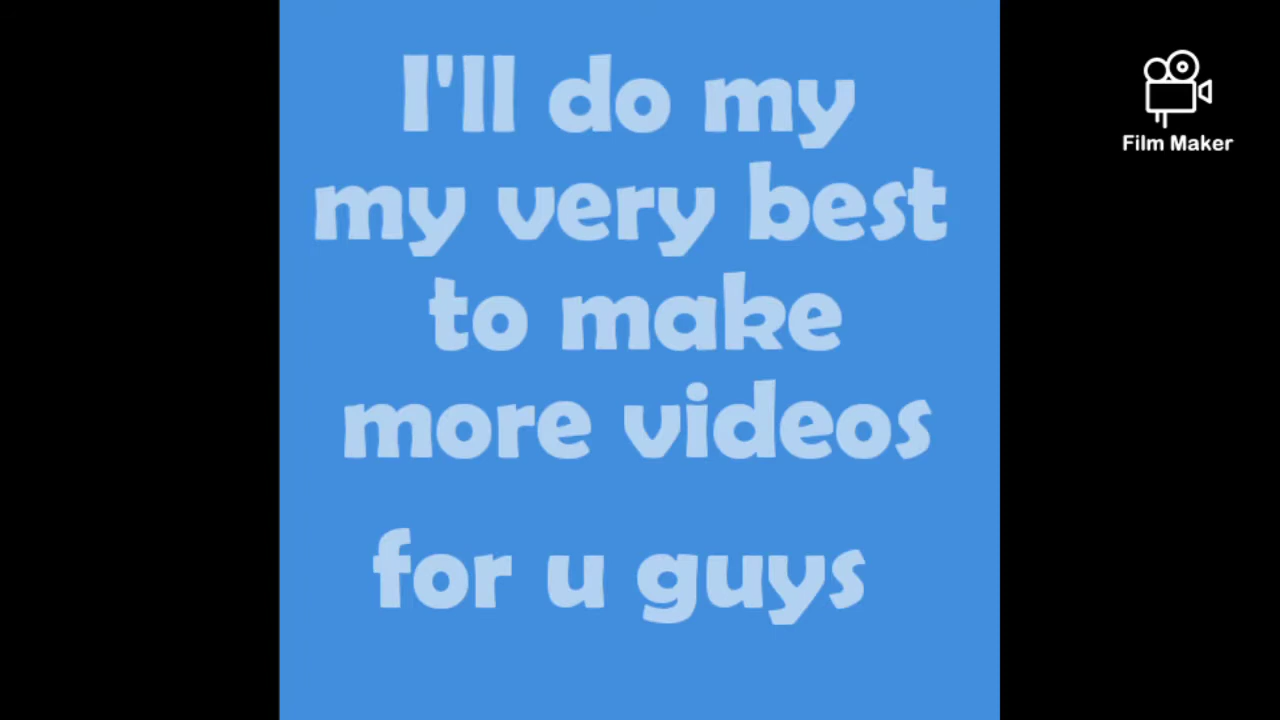 I'll do my
my very best
to make
more videos
for u guys
Film Maker